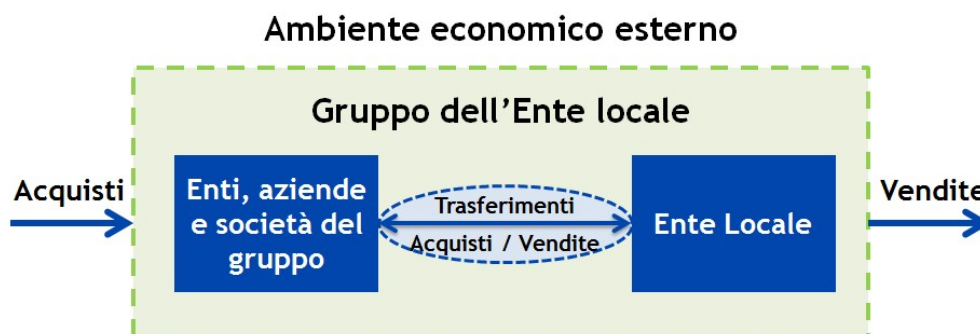 Ambiente economico esterno
Gruppo dell'Ente locale
Acquisti
Enti, aziende
e società del
gruppo
Trasferimenti
Acquisti / Vendite
Ente Locale
Vendite